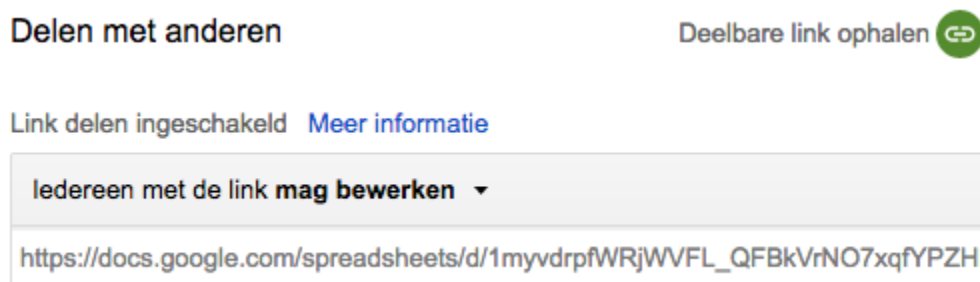 Delen met anderen Deelbare link ophalen
Link delen ingeschakeld Meer informatie
Iedereen met de link mag bewerken
https://docs.google.com/spreadsheets/d/1myvdrpfWRjWVFL_QFBkVrNO7xqfYPZH